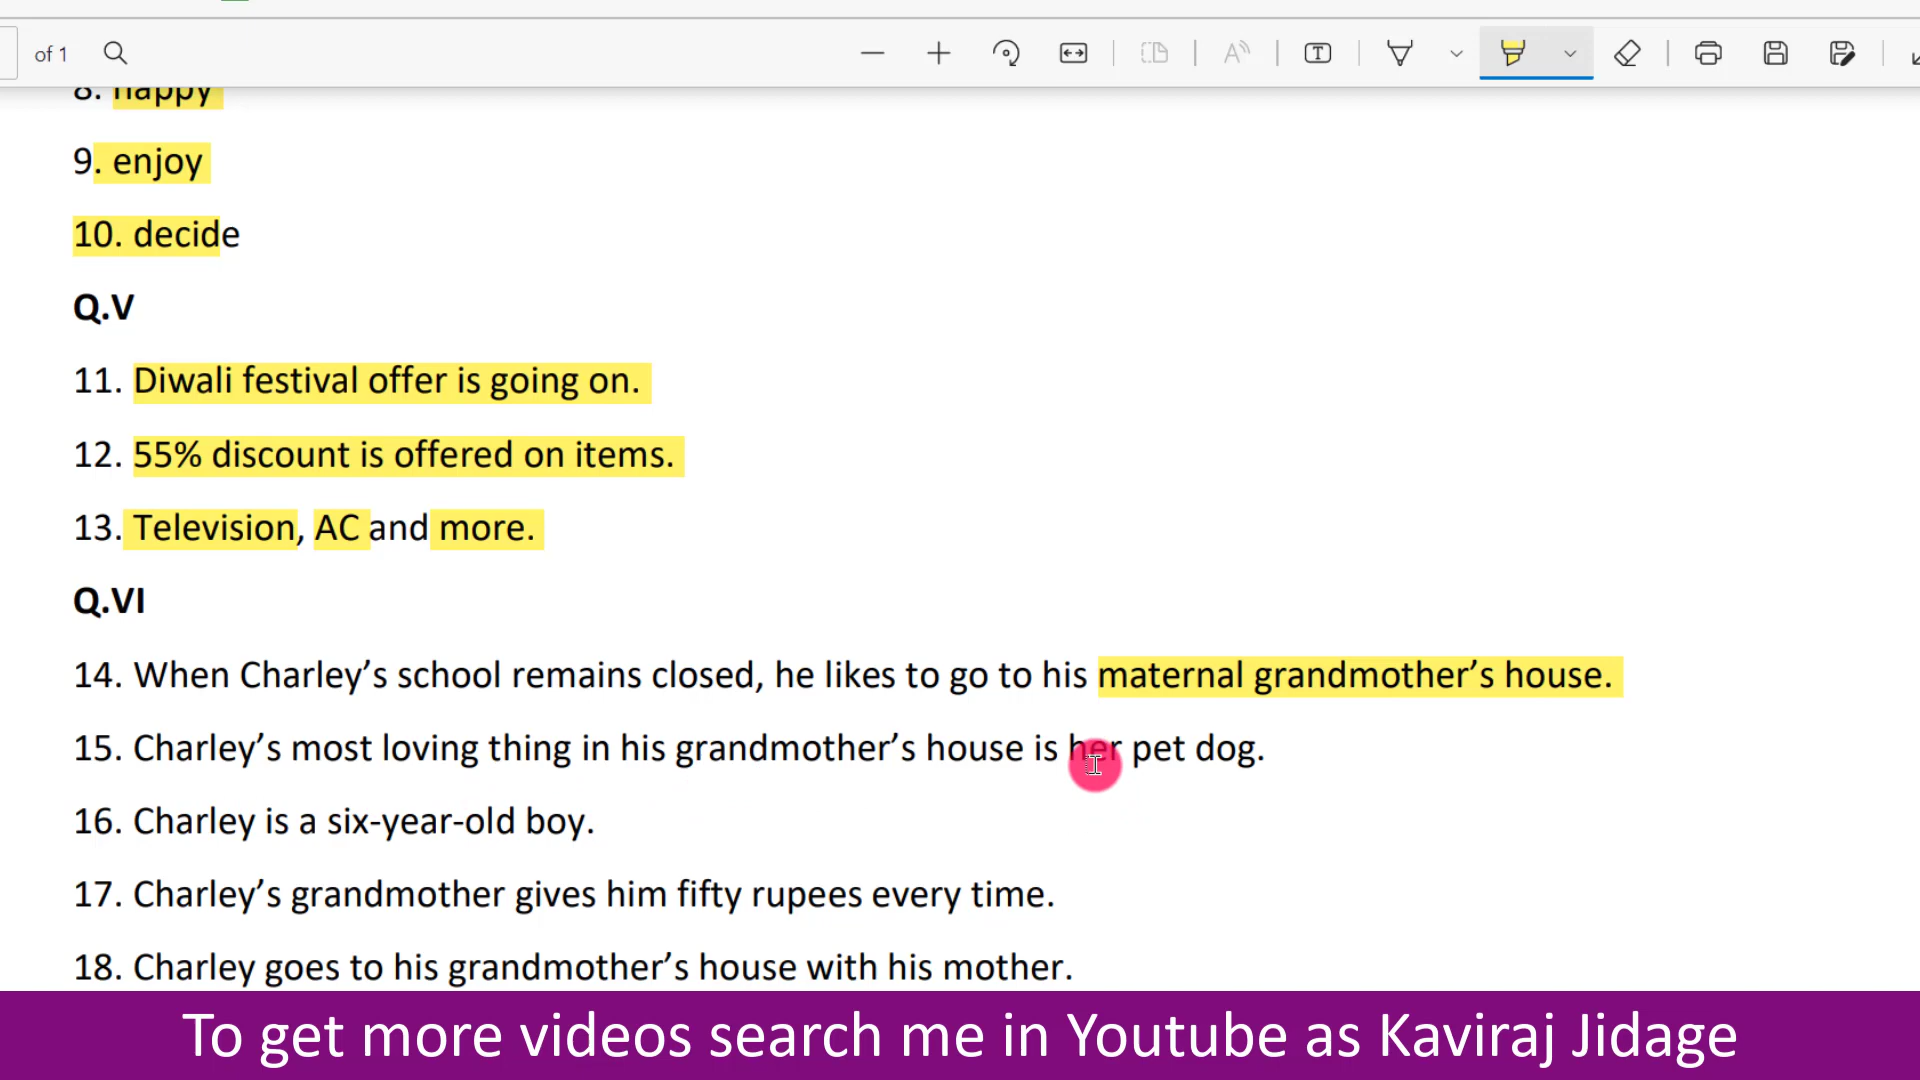 of 1
8. happy
9. enjoy
10. decide
Q.V
11. Diwali festival offer is going on.
12. 55% discount is offered on items.
13. Television, AC and more.
Q.VI
14. When Charley’s school remains closed, he likes to go to his maternal grandmother’s house.
15. Charley’s most loving thing in his grandmother’s house is her pet dog.
16. Charley is a six-year-old boy.
17. Charley’s grandmother gives him fifty rupees every time.
18. Charley goes to his grandmother’s house with his mother.
To get more videos search me in Youtube as Kaviraj Jidage